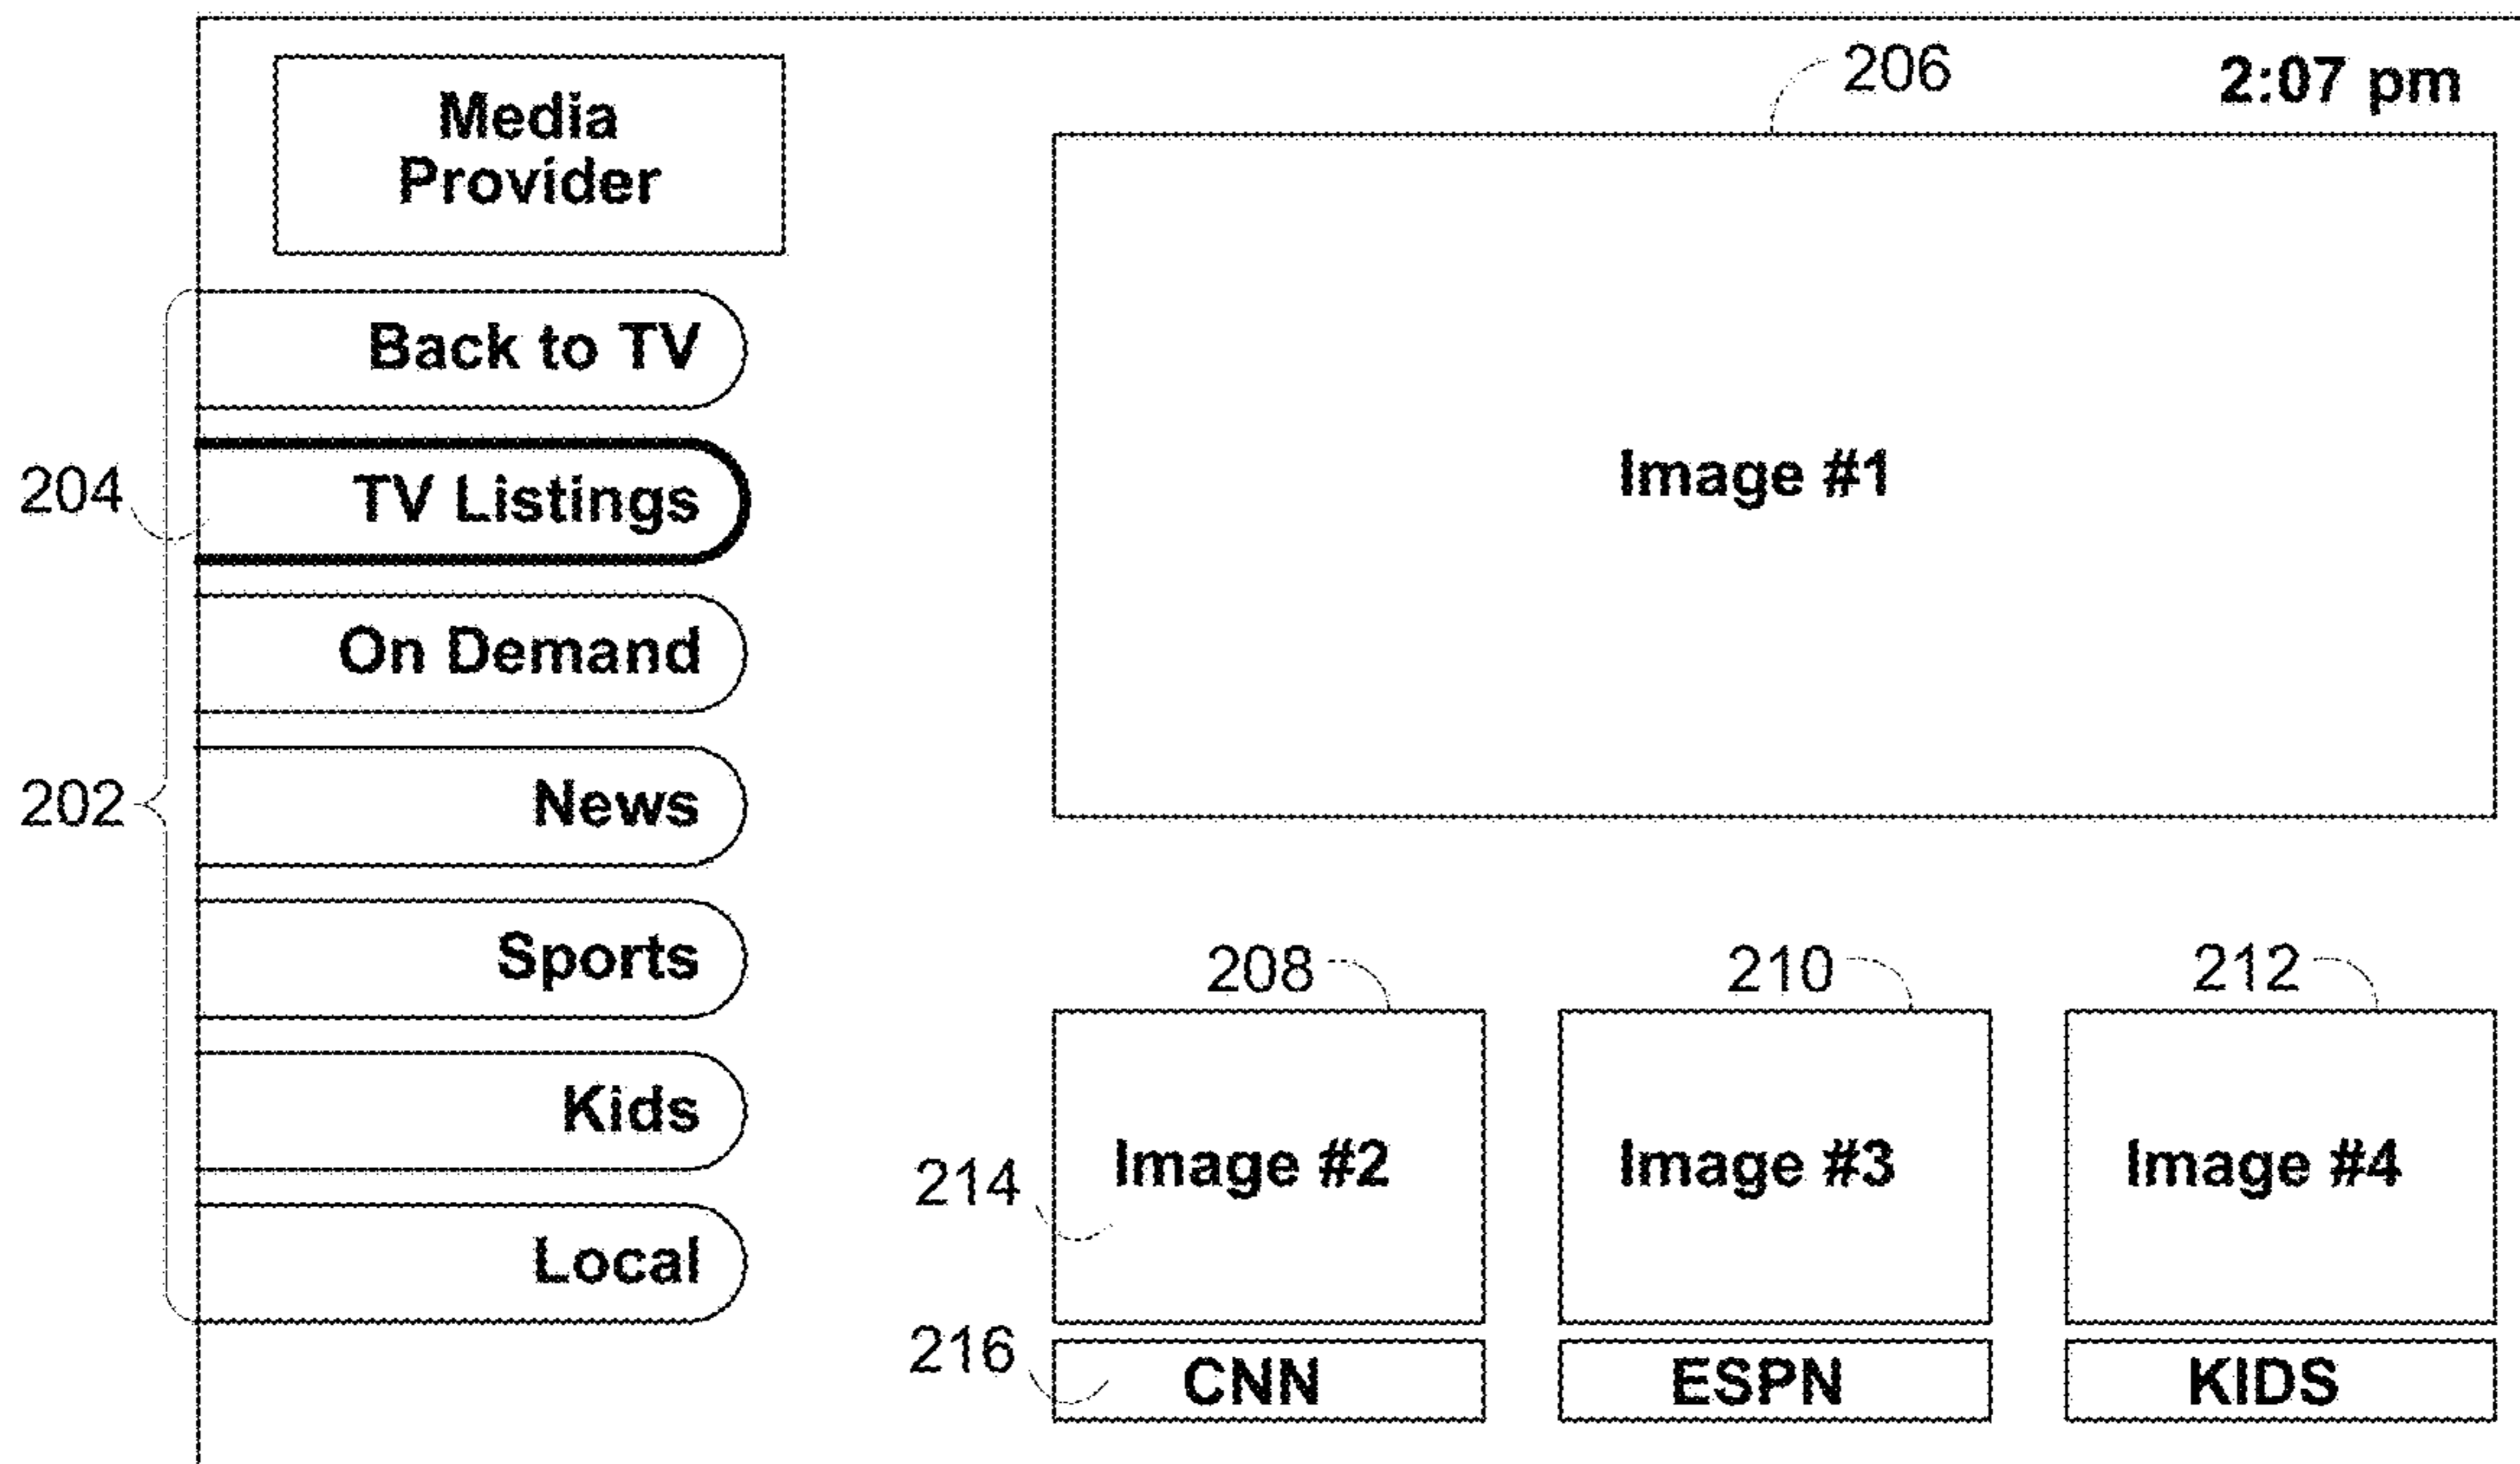 Media
Provider
206
2:07 pm
Back to TV
204
TV Listings
Image #1
On Demand
202
News
Sports
208
210
212
Kids
214
Image #2
Image #3
Image #4
Local
216
CNN
ESPN
KIDS